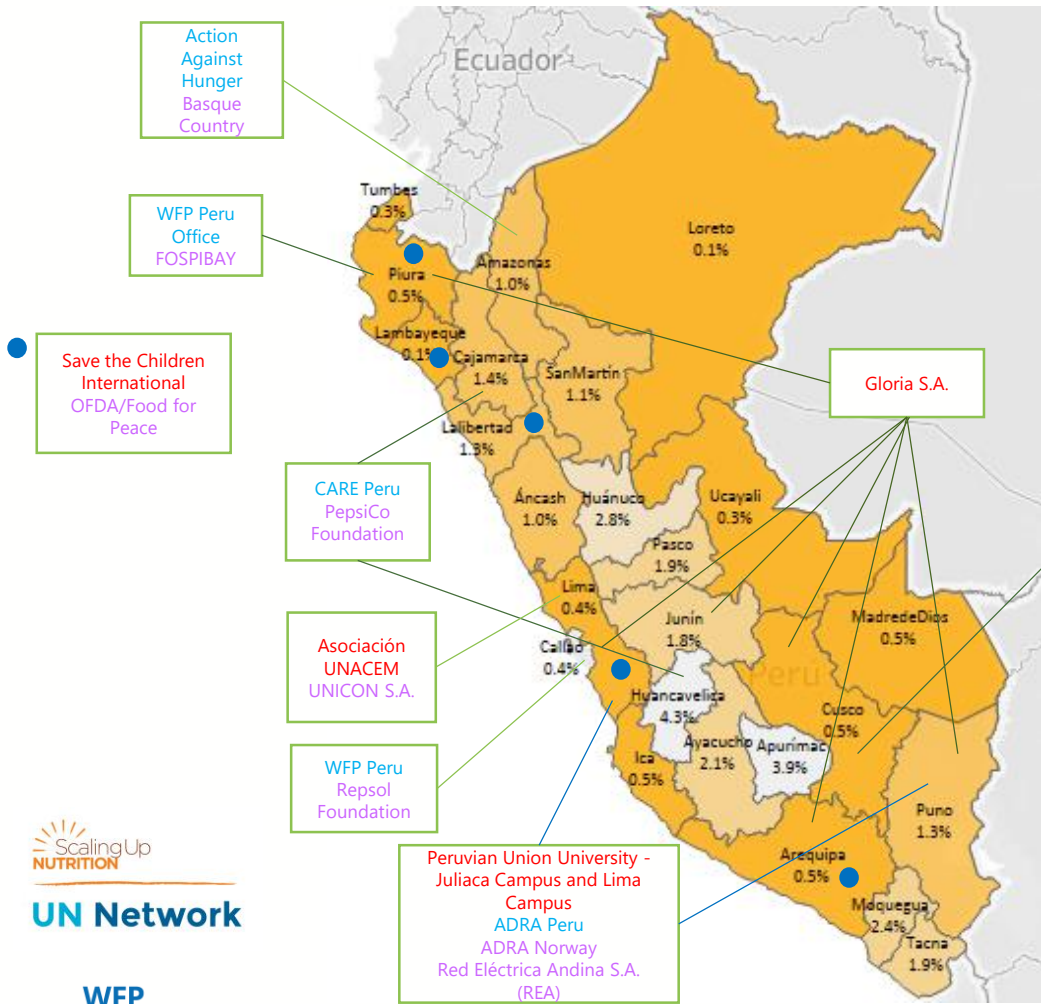 Action
Against
Hunger
Basque
Country
Ecuador
Tumbes
0.3%
WFP Peru
Office
FOSPIBAY
Loreto
0.1%
Amazonas
1.0%
Piura
0.5%
Lambayeque
0.1%
Cajamarca
1.4%
SanMartín
1.1%
Save the Children
International
OFDA/Food for
Peace
Gloria S.A.
Lalibertad
1.3%
CARE Peru
PepsiCo
Foundation
Áncash
1.0%
Huánuco
2.8%
Ucayali
0.3%
Pasco
1.9%
Lima
0.4%
Junín
1.8%
MadredeDios
0.5%
Asociación
UNACEM
UNICON S.A.
Callao
0.4%
Perú
Huancavelica
4.3%
Cusco
0.5%
Ayacucho
2.1%
Apurímac
3.9%
Ica
0.5%
WFP Peru
Repsol
Foundation
Puno
1.3%
Arequipa
0.5%
Peruvian Union University -
Juliaca Campus and Lima
Campus
ADRA Peru
ADRA Norway
Red Eléctrica Andina S.A.
(REA)
Moquegua
2.4%
Tacna
1.9%
Scaling Up
NUTRITION
UN Network
WFP